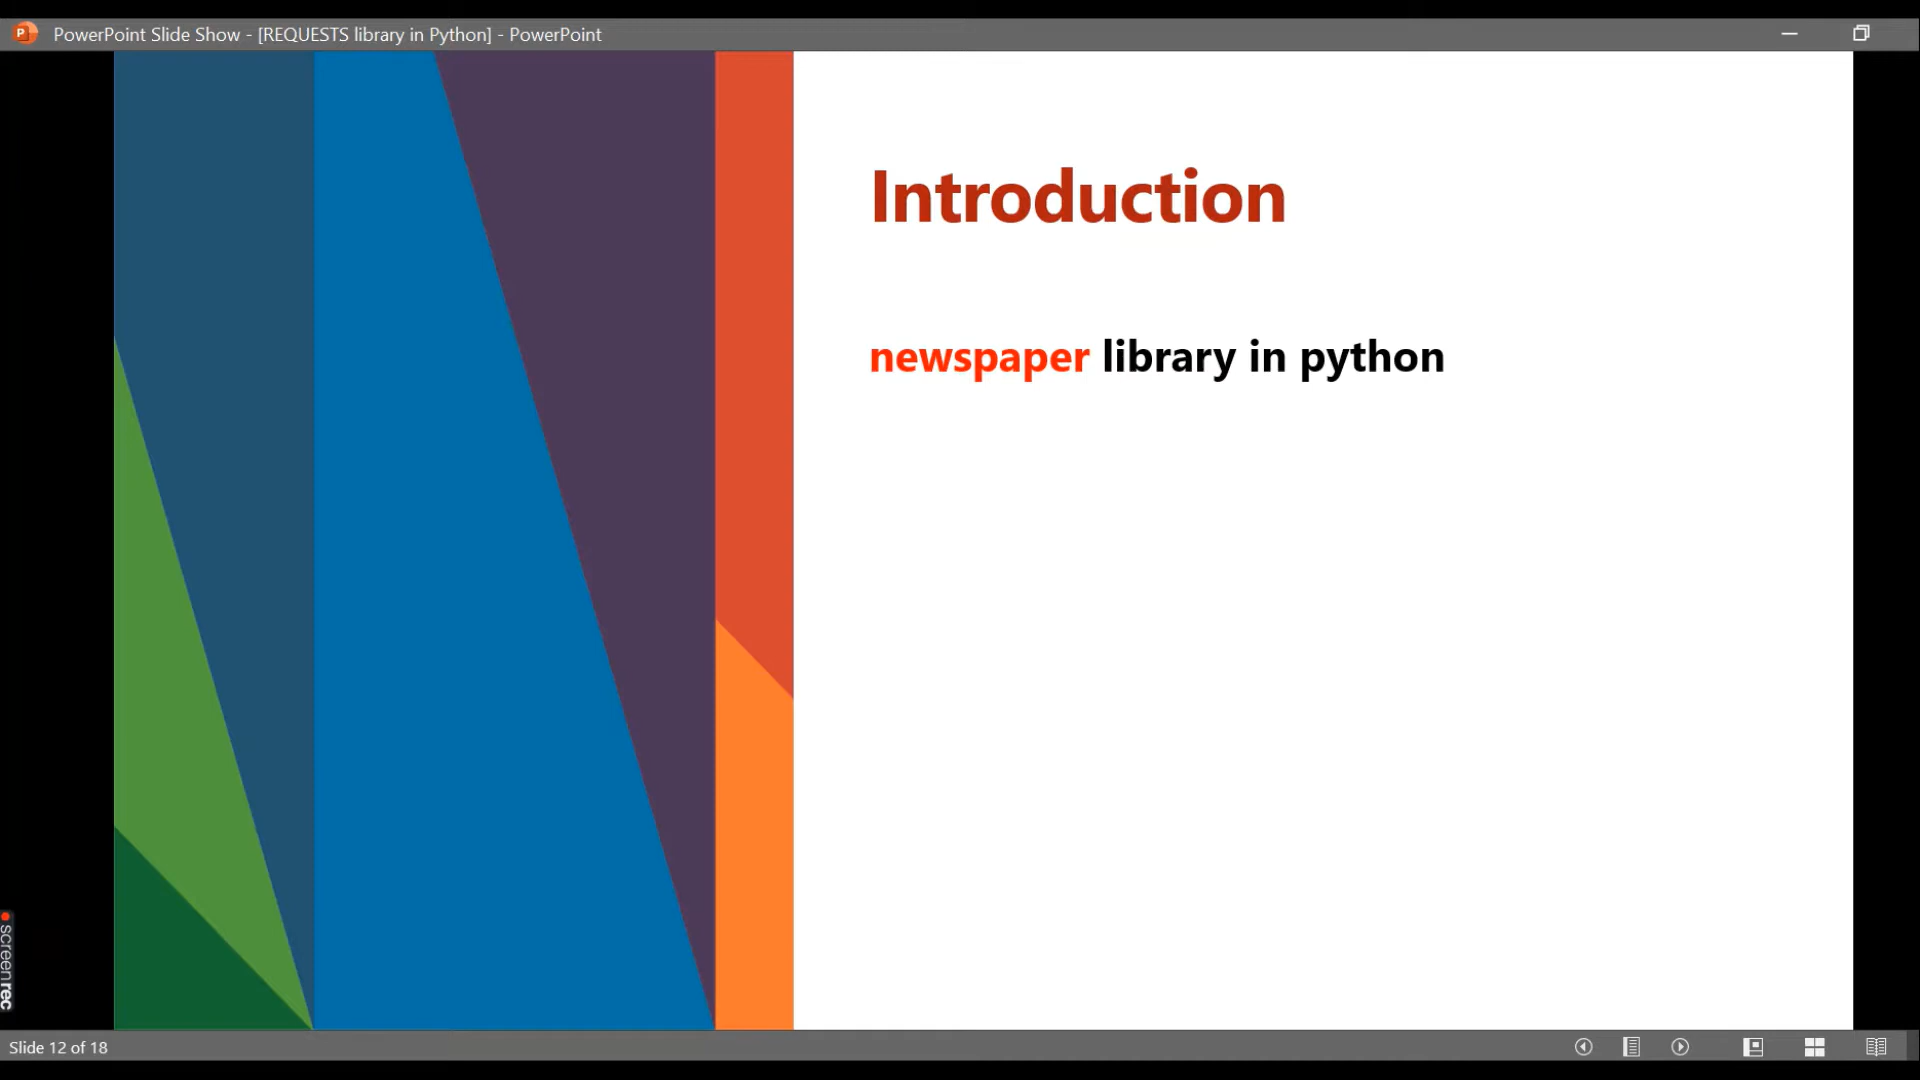 PowerPoint Slide Show - [REQUESTS library in Python] - PowerPoint
Introduction
newspaper library in python
screenrec
Slide 12 of 18